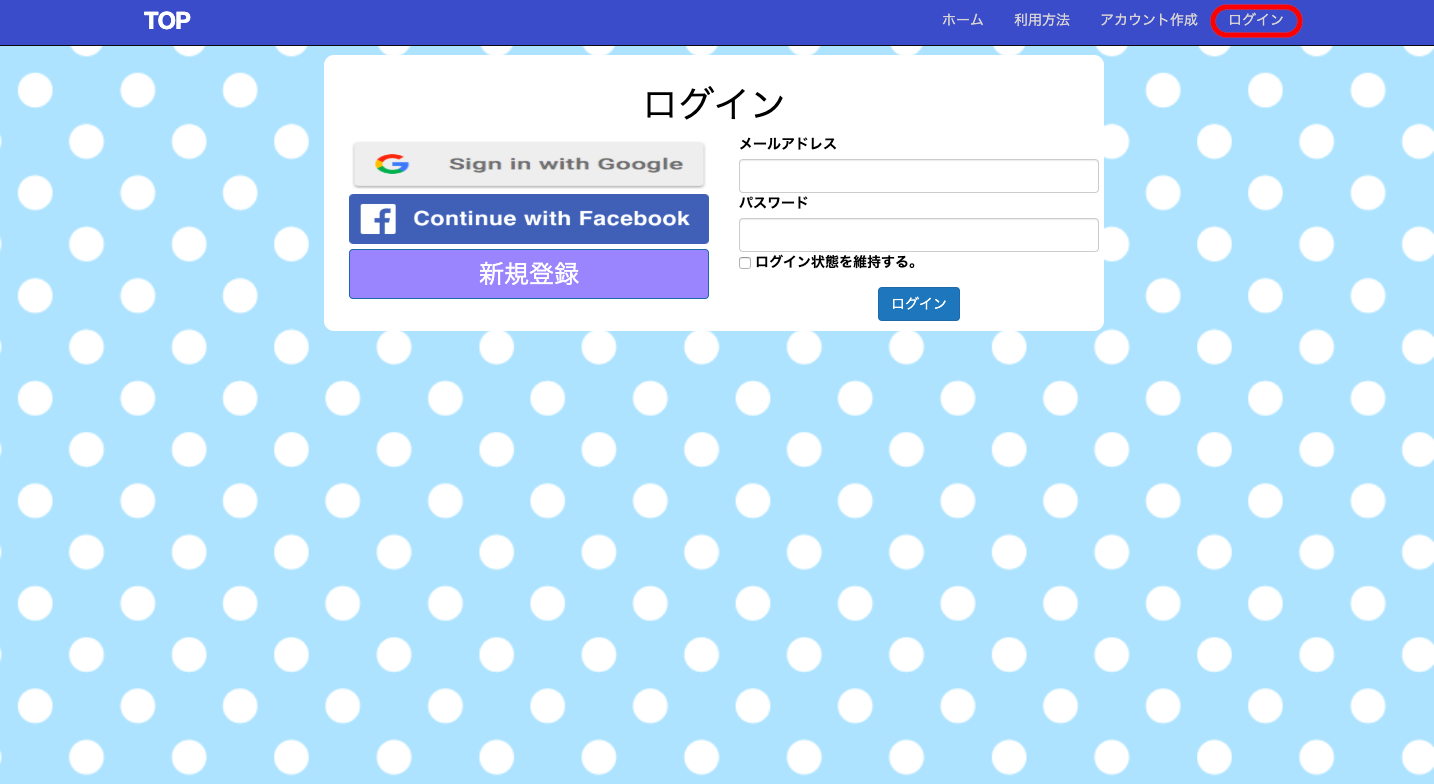 TOP ホーム 利用方法 アカウント作成 ログイン
ログイン
Sign in with Google
Continue with Facebook
新規登録
メールアドレス
パスワード
ログイン状態を維持する。
ログイン